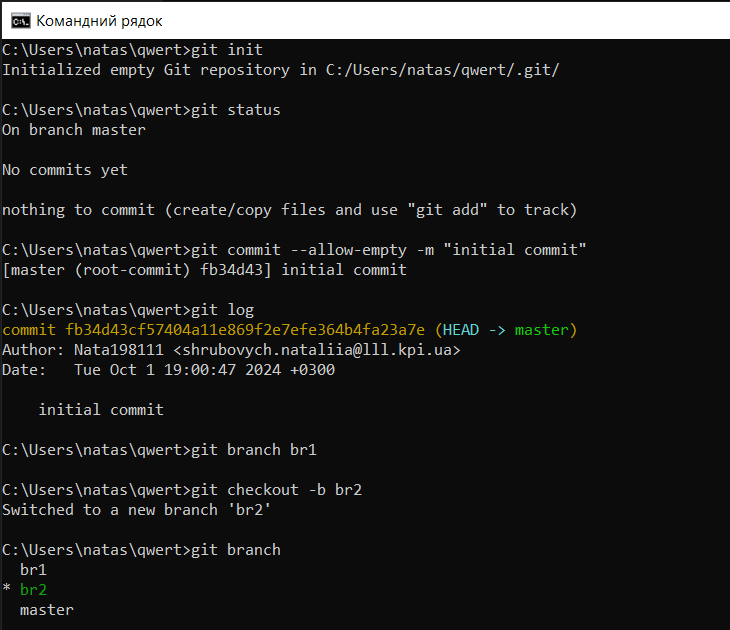 Командний рядок
C:\Users\natas\qwert>git init
Initialized empty Git repository in C:/Users/natas/qwert/.git/
C:\Users\natas\qwert>git status
On branch master
No commits yet
nothing to commit (create/copy files and use "git add" to track)
C:\Users\natas\qwert>git commit --allow-empty -m "initial commit"
[master (root-commit) fb34d43] initial commit
C:\Users\natas\qwert>git log
commit fb34d43cf57404a11e869f2e7efe364b4fa23a7e (HEAD -> master)
Author: Nata198111 <shrubovych.nataliia@lll.kpi.ua>
Date:   Tue Oct 1 19:00:47 2024 +0300
    initial commit
C:\Users\natas\qwert>git branch br1
C:\Users\natas\qwert>git checkout -b br2
Switched to a new branch 'br2'
C:\Users\natas\qwert>git branch
  br1
* br2
  master